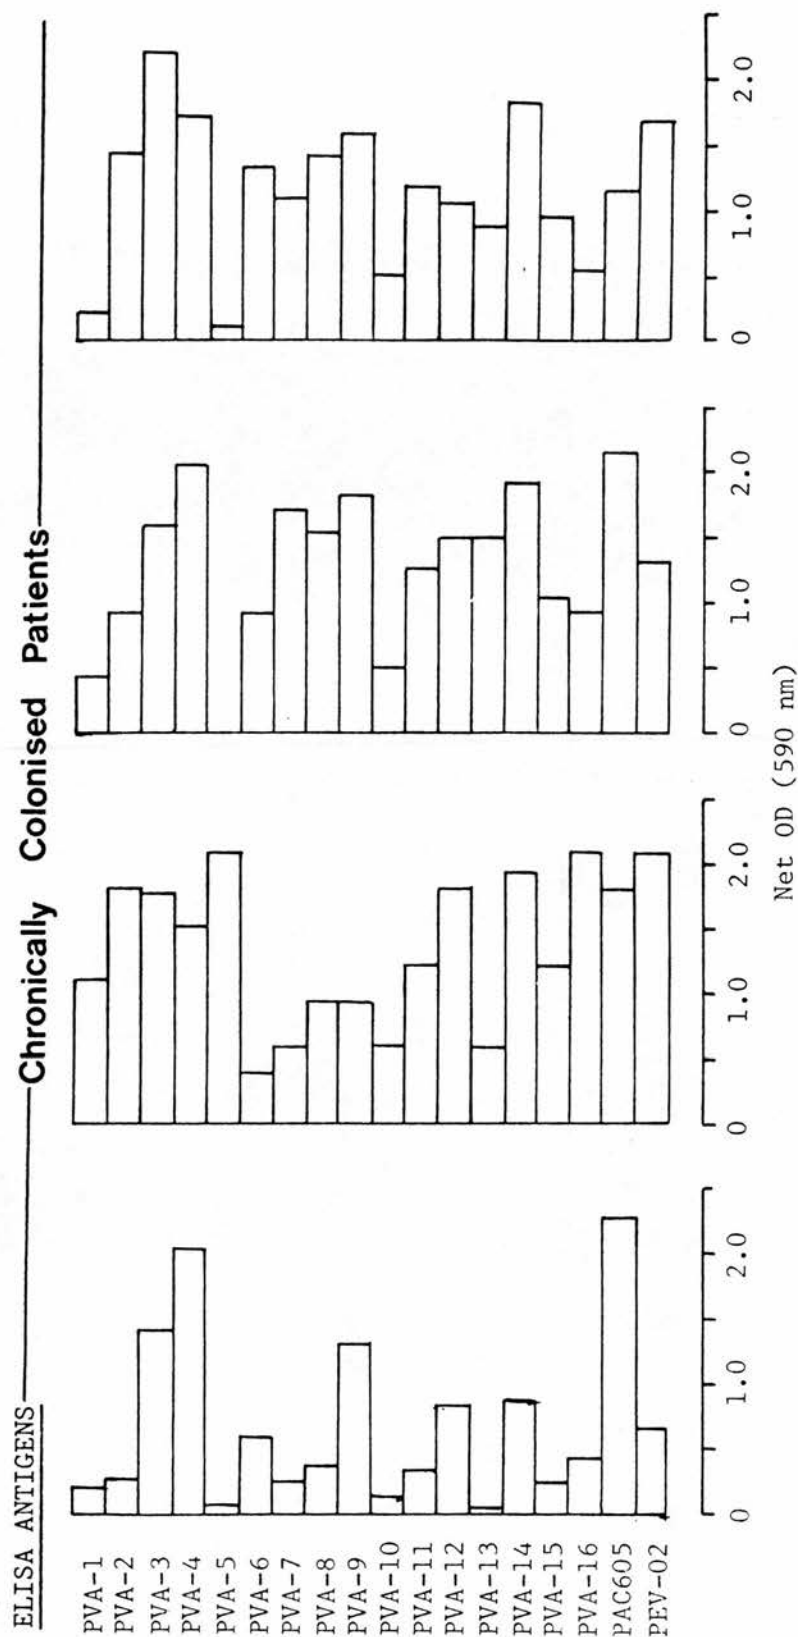 ELISA ANTIGENS
Chronically Colonised Patients
PVA-1
PVA-2
PVA-3
PVA-4
PVA-5
PVA-6
PVA-7
PVA-8
PVA-9
PVA-10
PVA-11
PVA-12
PVA-13
PVA-14
PVA-15
PVA-16
PAC605
PEV-02
0 1.0 2.0
0 1.0 2.0
0 1.0 2.0
0 1.0 2.0
Net OD (590 nm)